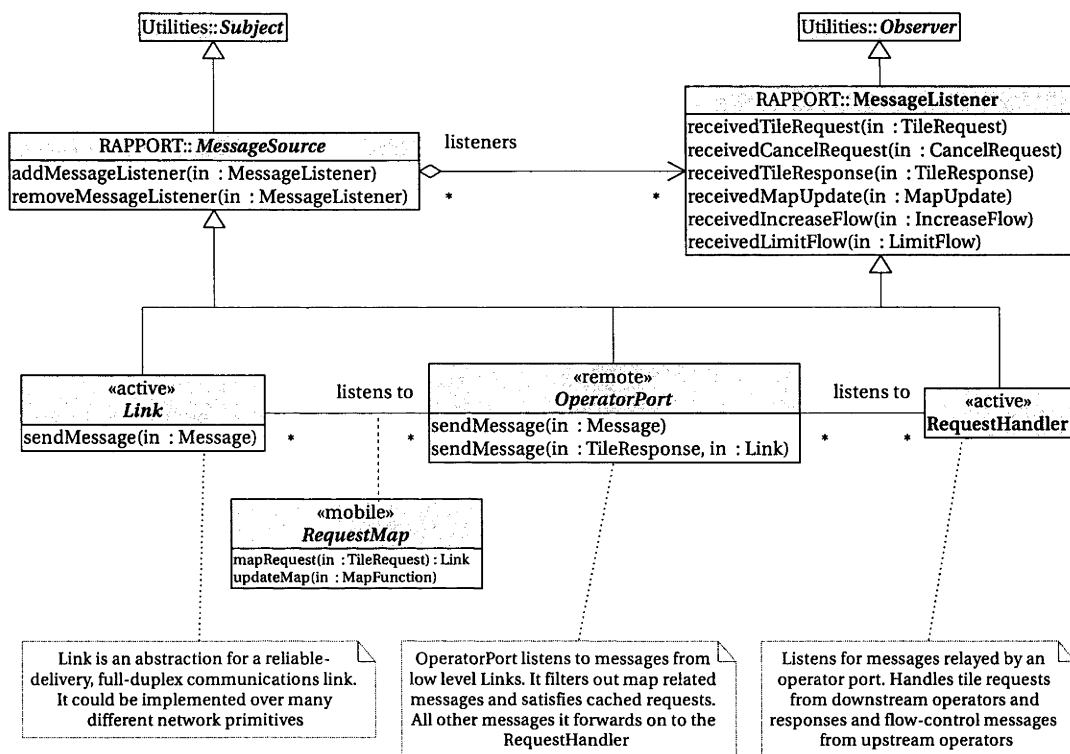 Utilities::Subject
Utilities::Observer
RAPPORT::MessageListener
receivedTileRequest(in : TileRequest)
receivedCancelRequest(in : CancelRequest)
receivedTileResponse(in : TileResponse)
receivedMapUpdate(in : MapUpdate)
receivedIncreaseFlow(in : IncreaseFlow)
receivedLimitFlow(in : LimitFlow)
RAPPORT::MessageSource
addMessageListener(in : MessageListener)
removeMessageListener(in : MessageListener)
listeners
*
*
«active»
Link
sendMessage(in : Message)
listens to
*
*
«remote»
OperatorPort
sendMessage(in : Message)
sendMessage(in : TileResponse, in : Link)
listens to
*
*
«active»
RequestHandler
«mobile»
RequestMap
mapRequest(in : TileRequest) : Link
updateMap(in : MapFunction)
Link is an abstraction for a reliable-
delivery, full-duplex communications link.
It could be implemented over many
different network primitives
OperatorPort listens to messages from
low level Links. It filters out map related
messages and satisfies cached requests.
All other messages it forwards on to the
RequestHandler
Listens for messages relayed by an
operator port. Handles tile requests
from downstream operators and
responses and flow-control messages
from upstream operators